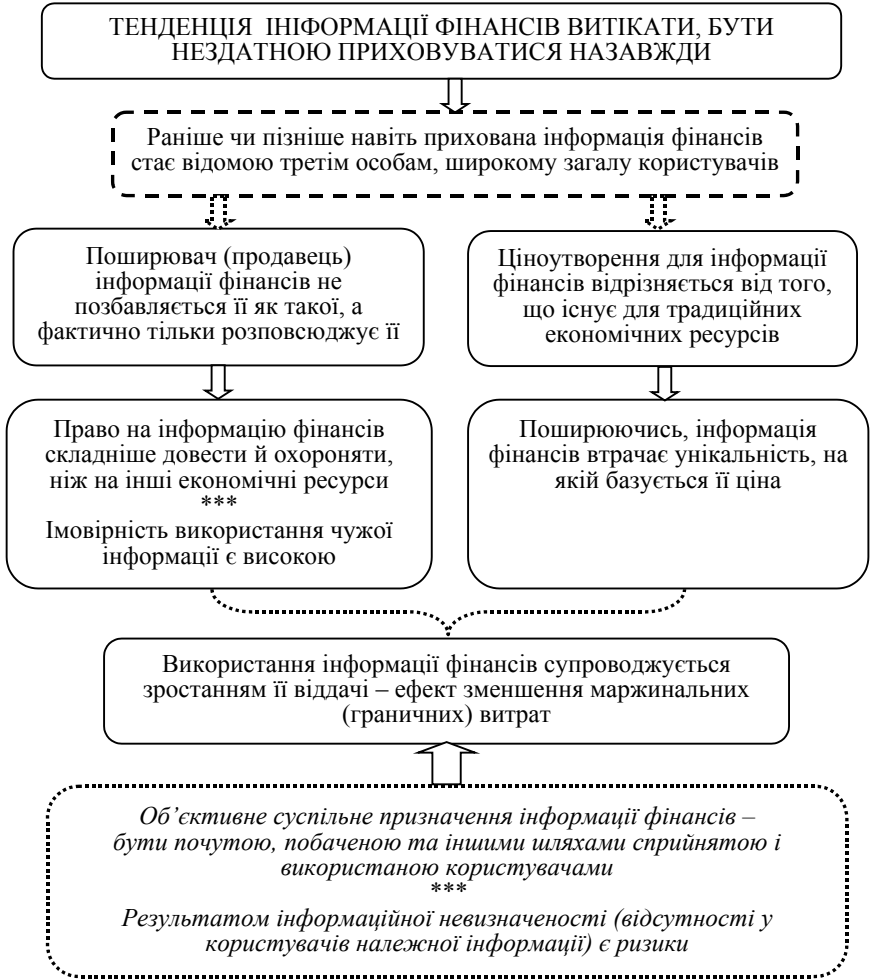 ТЕНДЕНЦІЯ ІНІФОРМАЦІЇ ФІНАНСІВ ВИТІКАТИ, БУТИ
НЕЗДАТНОЮ ПРИХОВУВАТИСЯ НАЗАВЖДИ
Раніше чи пізніше навіть прихована інформація фінансів
стає відомою третім особам, широкому загалу користувачів
Поширювач (продавець)
інформації фінансів не
позбавляється її як такої, а
фактично тільки розповсюджує її
Ціноутворення для інформації
фінансів відрізняється від того,
що існує для традиційних
економічних ресурсів
Право на інформацію фінансів
складніше довести й охороняти,
ніж на інші економічні ресурси
***
Імовірність використання чужої
інформації є високою
Поширюючись, інформація
фінансів втрачає унікальність, на
якій базується її ціна
Використання інформації фінансів супроводжується
зростанням її віддачі – ефект зменшення маржинальних
(граничних) витрат
Об’єктивне суспільне призначення інформації фінансів –
бути почутою, побаченою та іншими шляхами сприйнятою і
використаною користувачами
***
Результатом інформаційної невизначеності (відсутності у
користувачів належної інформації) є ризики